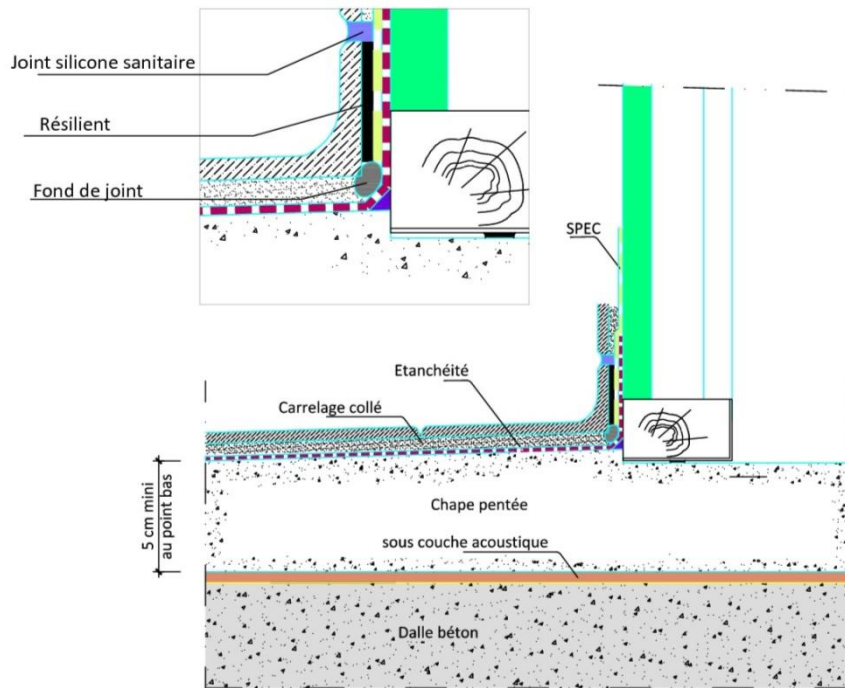 Joint silicone sanitaire
Résilient
Fond de joint
SPEC
Etanchéité
Carrelage collé
5 cm mini
au point bas
Chape pentée
sous couche acoustique
Dalle béton